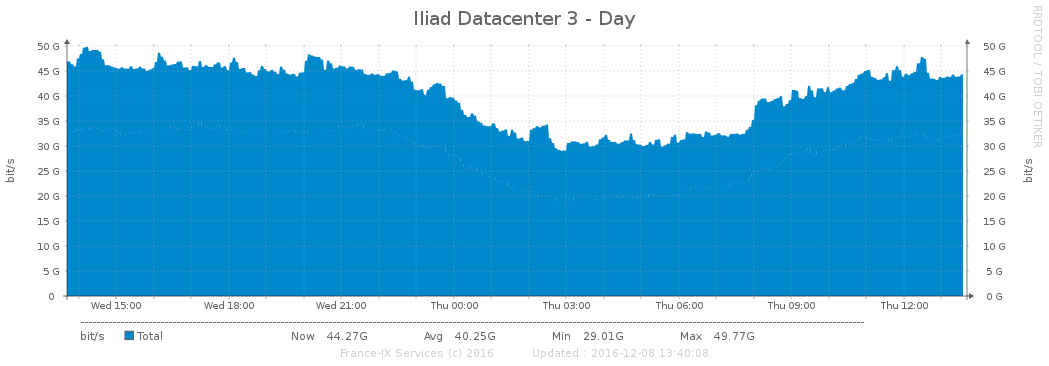 Iliad Datacenter 3 - Day
RRDTOOL / TOBI OETIKER
bit/s
50 G
45 G
40 G
35 G
30 G
25 G
20 G
15 G
10 G
5 G
0
50 G
45 G
40 G
35 G
30 G
25 G
20 G
15 G
10 G
5 G
0 G
bit/s
Wed 15:00 Wed 18:00 Wed 21:00 Thu 00:00 Thu 03:00 Thu 06:00 Thu 09:00 Thu 12:00
bit/s Total Now 44.27G Avg 40.25G Min 29.01G Max 49.77G
France-IX Services (c) 2016 Updated : 2016-12-08 13:40:08